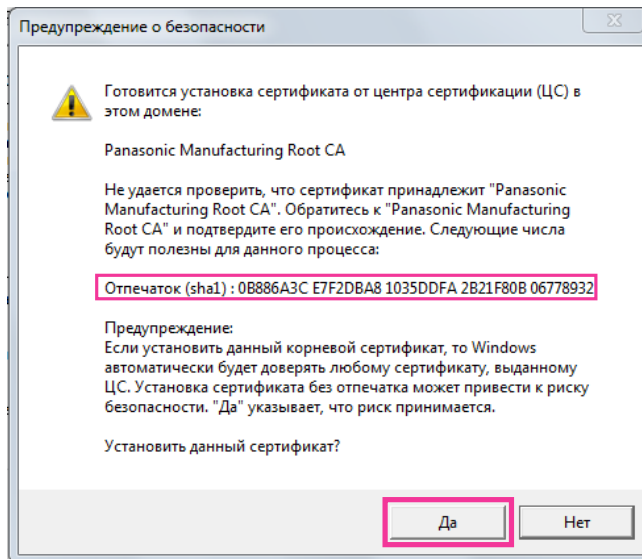 Предупреждение о безопасности
Готовится установка сертификата от центра сертификации (ЦС) в
этом домене:
Panasonic Manufacturing Root CA
Не удается проверить, что сертификат принадлежит "Panasonic
Manufacturing Root CA". Обратитесь к "Panasonic Manufacturing
Root CA" и подтвердите его происхождение. Следующие числа
будут полезны для данного процесса:
Отпечаток (sha1) : 0B886A3C E7F2DBA8 1035DDFA 2B21F80B 06778932
Предупреждение:
Если установить данный корневой сертификат, то Windows
автоматически будет доверять любому сертификату, выданному
ЦС. Установка сертификата без отпечатка может привести к риску
безопасности. "Да" указывает, что риск принимается.
Установить данный сертификат?
Да
Нет